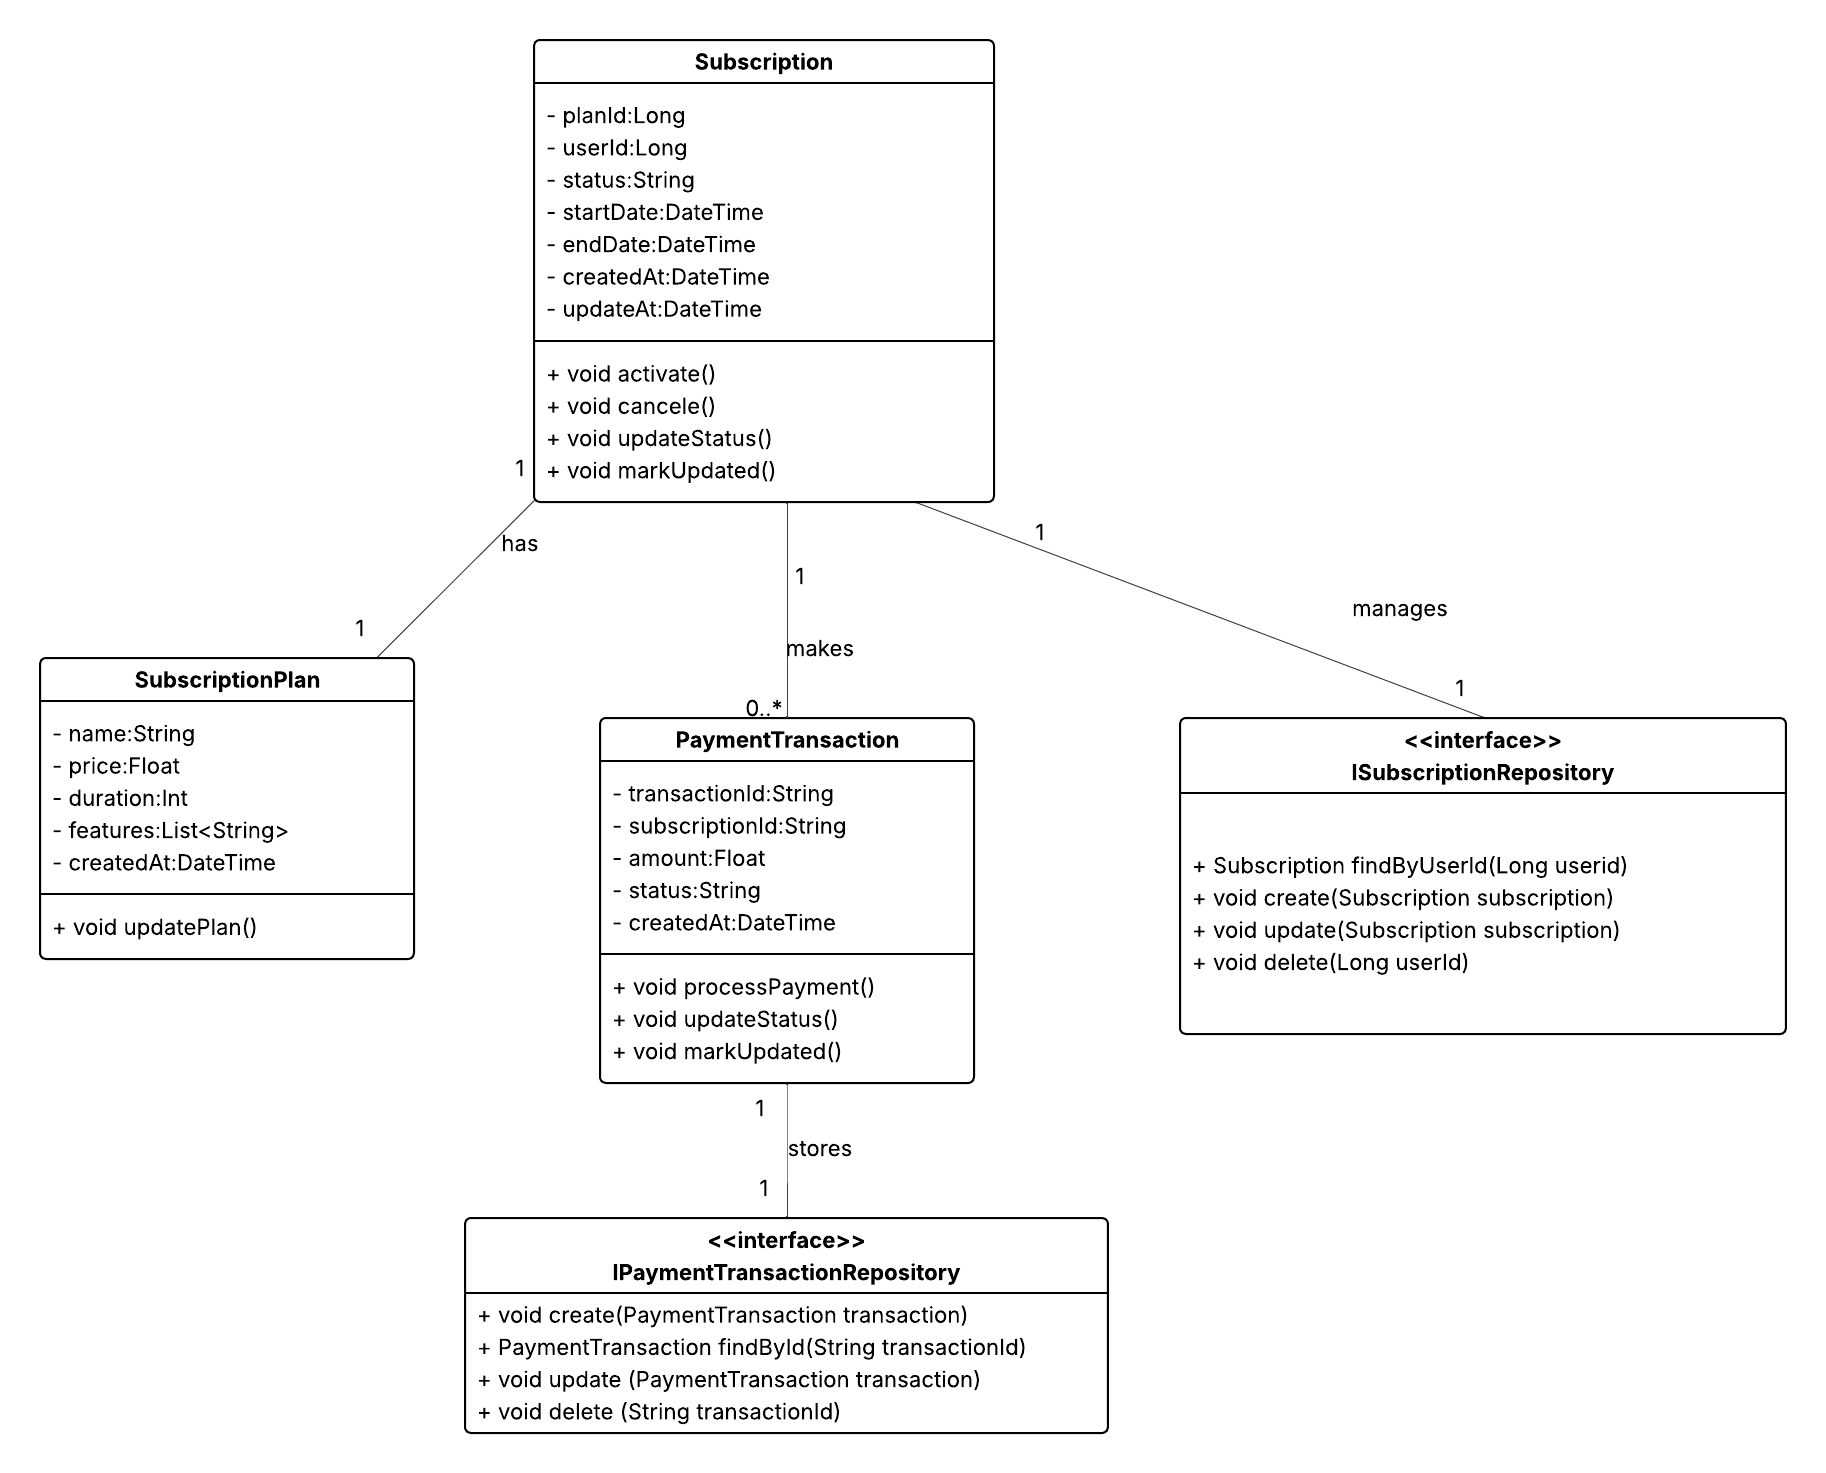 Subscription
- planId:Long
- userId:Long
- status:String
- startDate:DateTime
- endDate:DateTime
- createdAt:DateTime
- updateAt:DateTime
+ void activate()
+ void cancele()
+ void updateStatus()
+ void markUpdated()
1
has
1
1
makes
0..*
1
manages
1
SubscriptionPlan
- name:String
- price:Float
- duration:Int
- features:List<String>
- createdAt:DateTime
+ void updatePlan()
PaymentTransaction
- transactionId:String
- subscriptionId:String
- amount:Float
- status:String
- createdAt:DateTime
+ void processPayment()
+ void updateStatus()
+ void markUpdated()
<<interface>>
ISubscriptionRepository
+ Subscription findByUserId(Long userid)
+ void create(Subscription subscription)
+ void update(Subscription subscription)
+ void delete(Long userId)
1
stores
1
<<interface>>
IPaymentTransactionRepository
+ void create(PaymentTransaction transaction)
+ PaymentTransaction findById(String transactionId)
+ void update (PaymentTransaction transaction)
+ void delete (String transactionId)